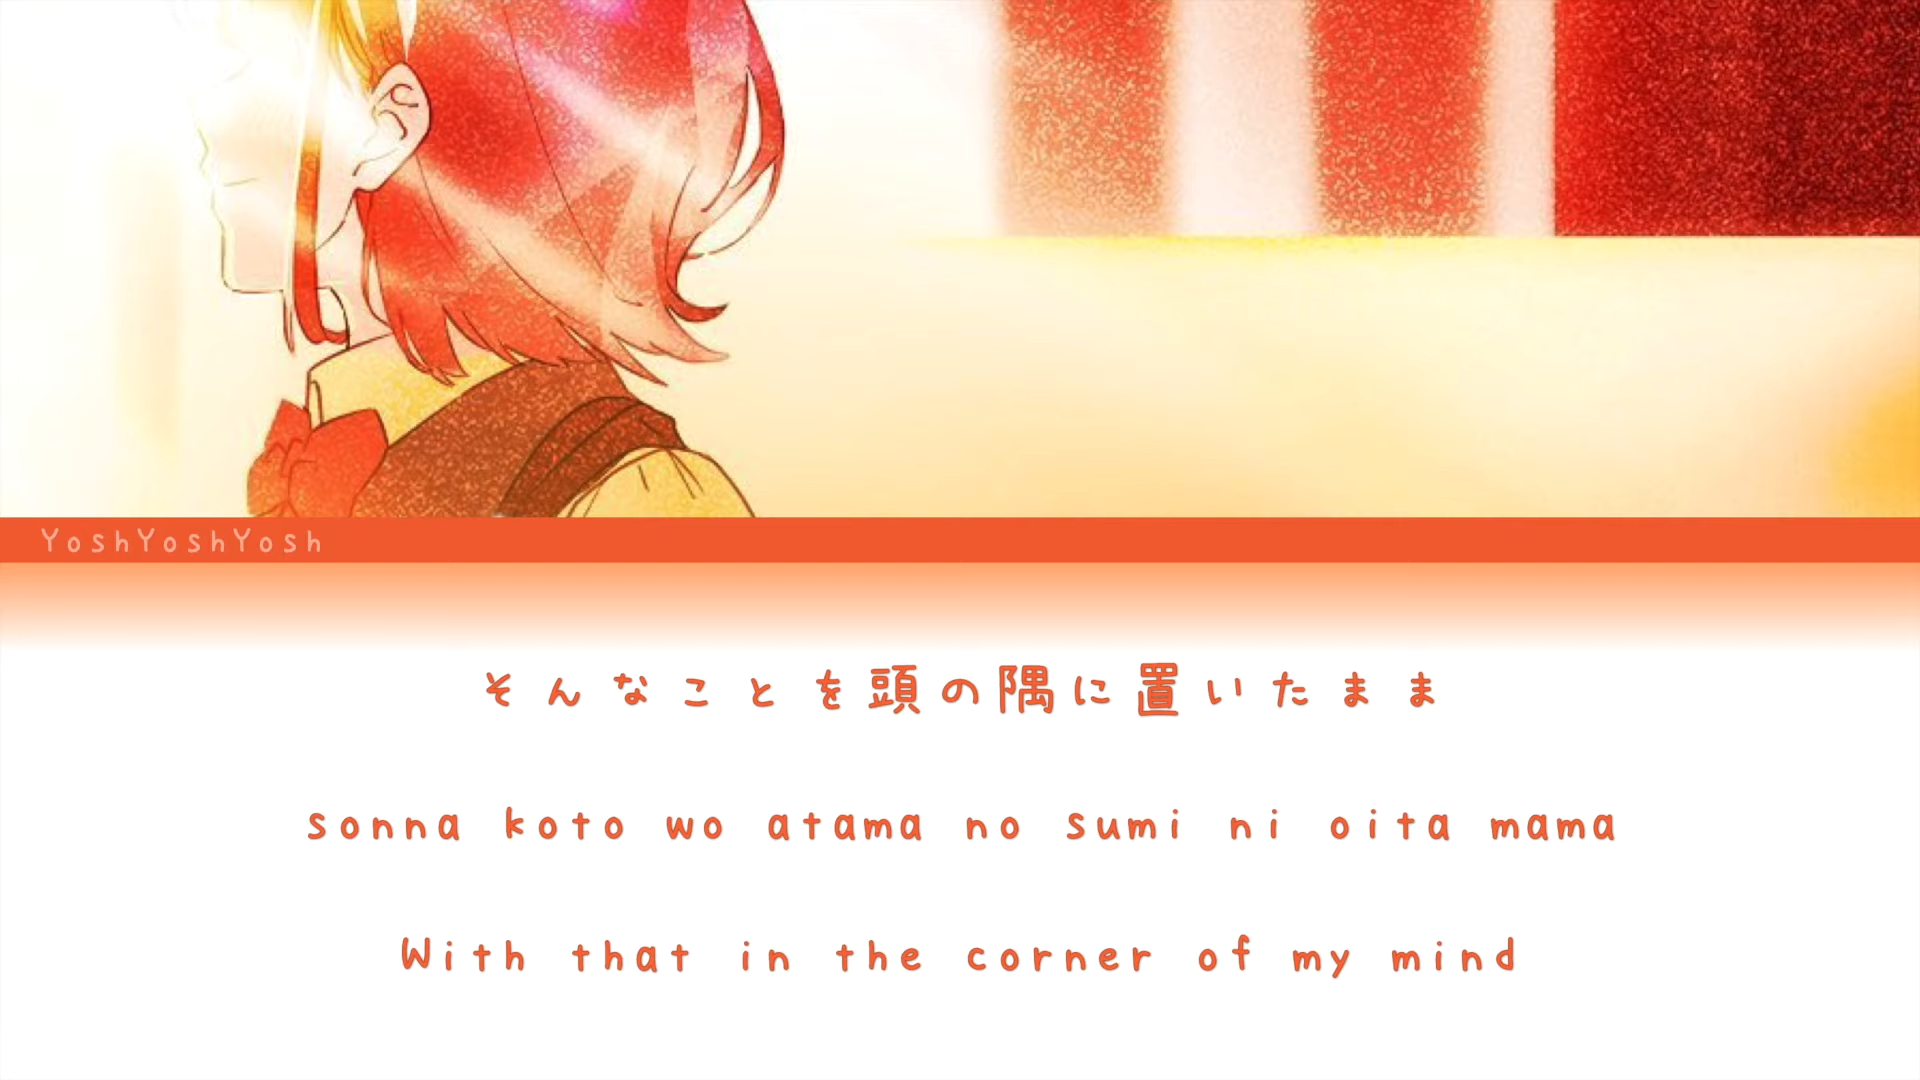 YoshYoshYosh
そんなことを頭の隅に置いたまま
sonna koto wo atama no sumi ni oita mama
With that in the corner of my mind